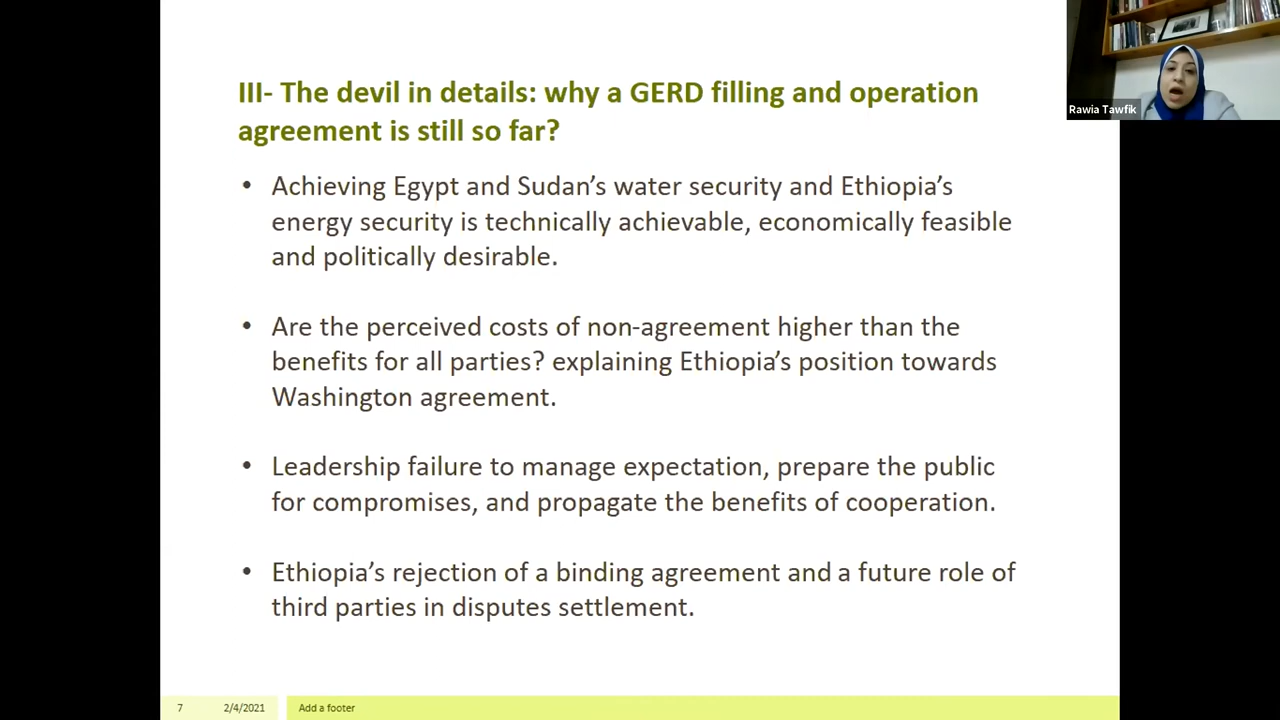 III- The devil in details: why a GERD filling and operation
agreement is still so far?
Rawia Tawfik
• Achieving Egypt and Sudan’s water security and Ethiopia’s
energy security is technically achievable, economically feasible
and politically desirable.
• Are the perceived costs of non-agreement higher than the
benefits for all parties? explaining Ethiopia’s position towards
Washington agreement.
• Leadership failure to manage expectation, prepare the public
for compromises, and propagate the benefits of cooperation.
• Ethiopia’s rejection of a binding agreement and a future role of
third parties in disputes settlement.
7 2/4/2021 Add a footer